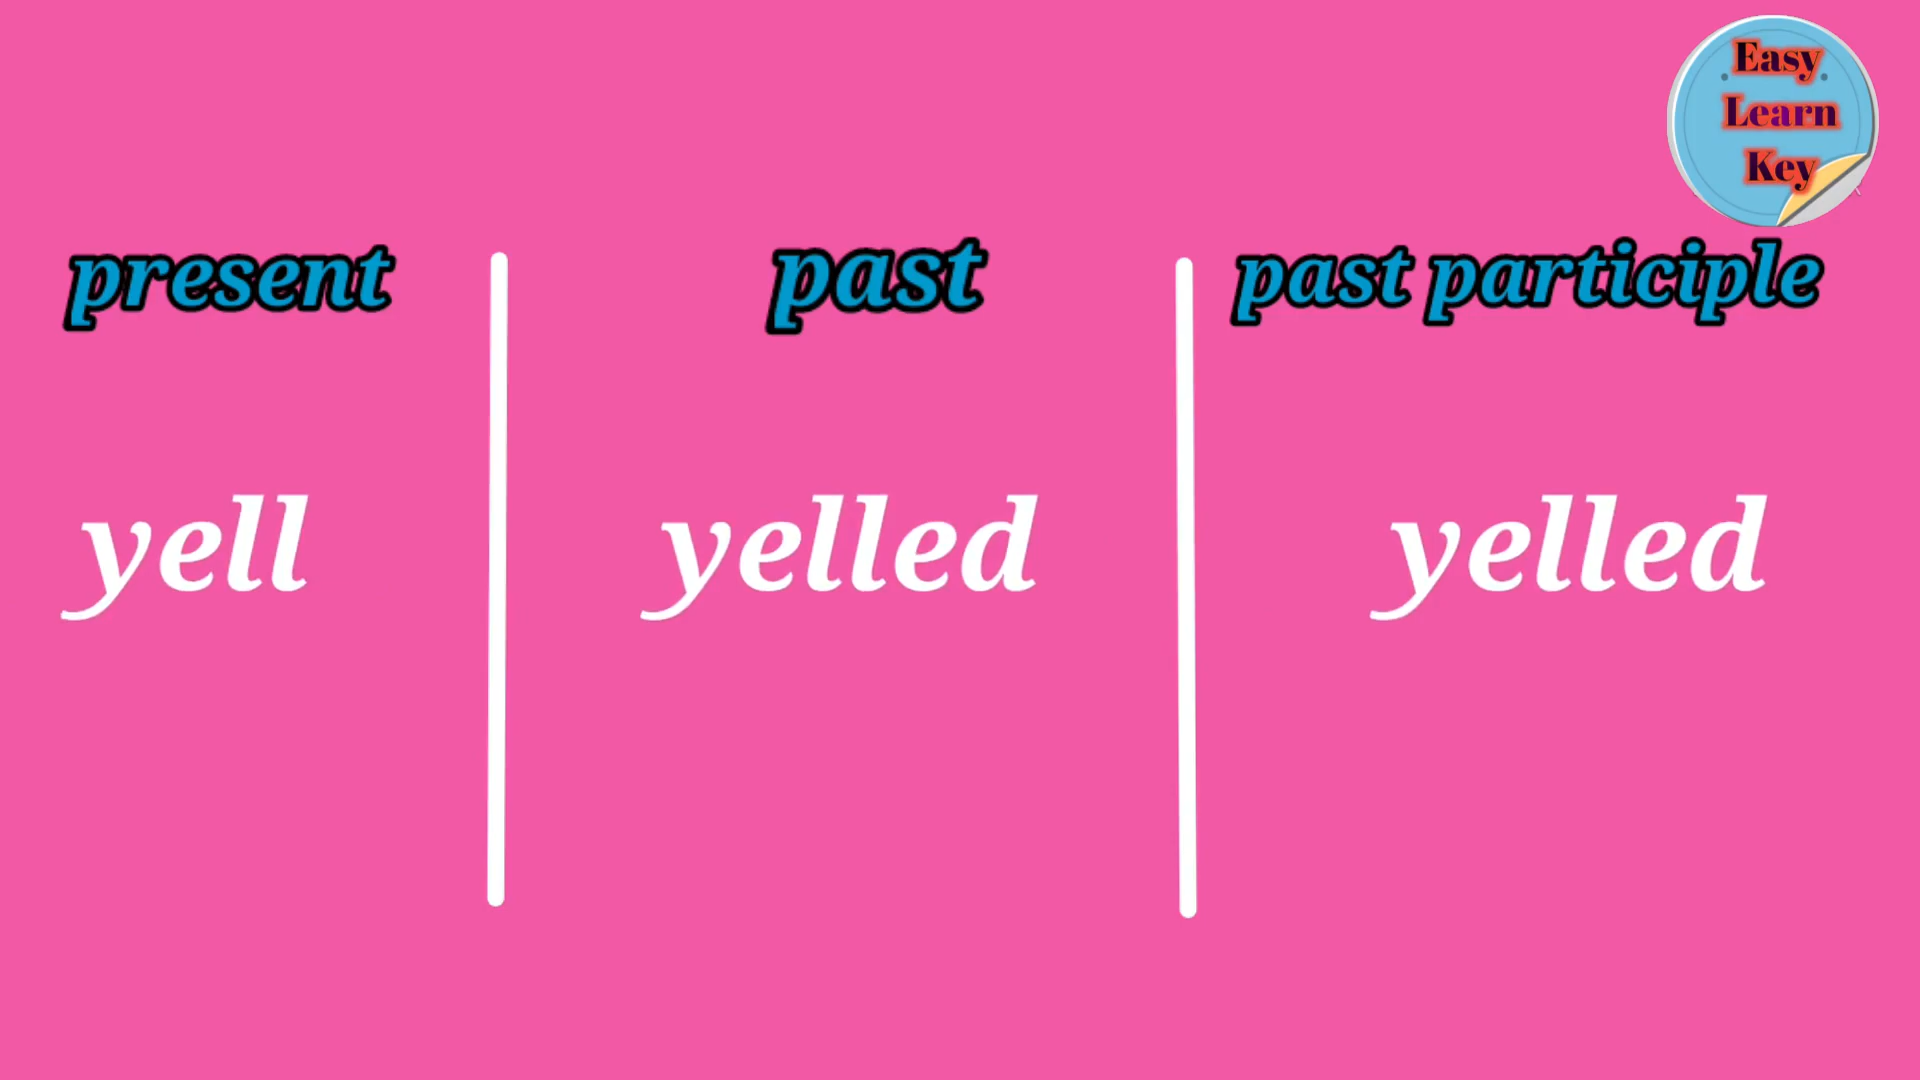 Easy
Learn
Key
present past past participle
yell yelled yelled